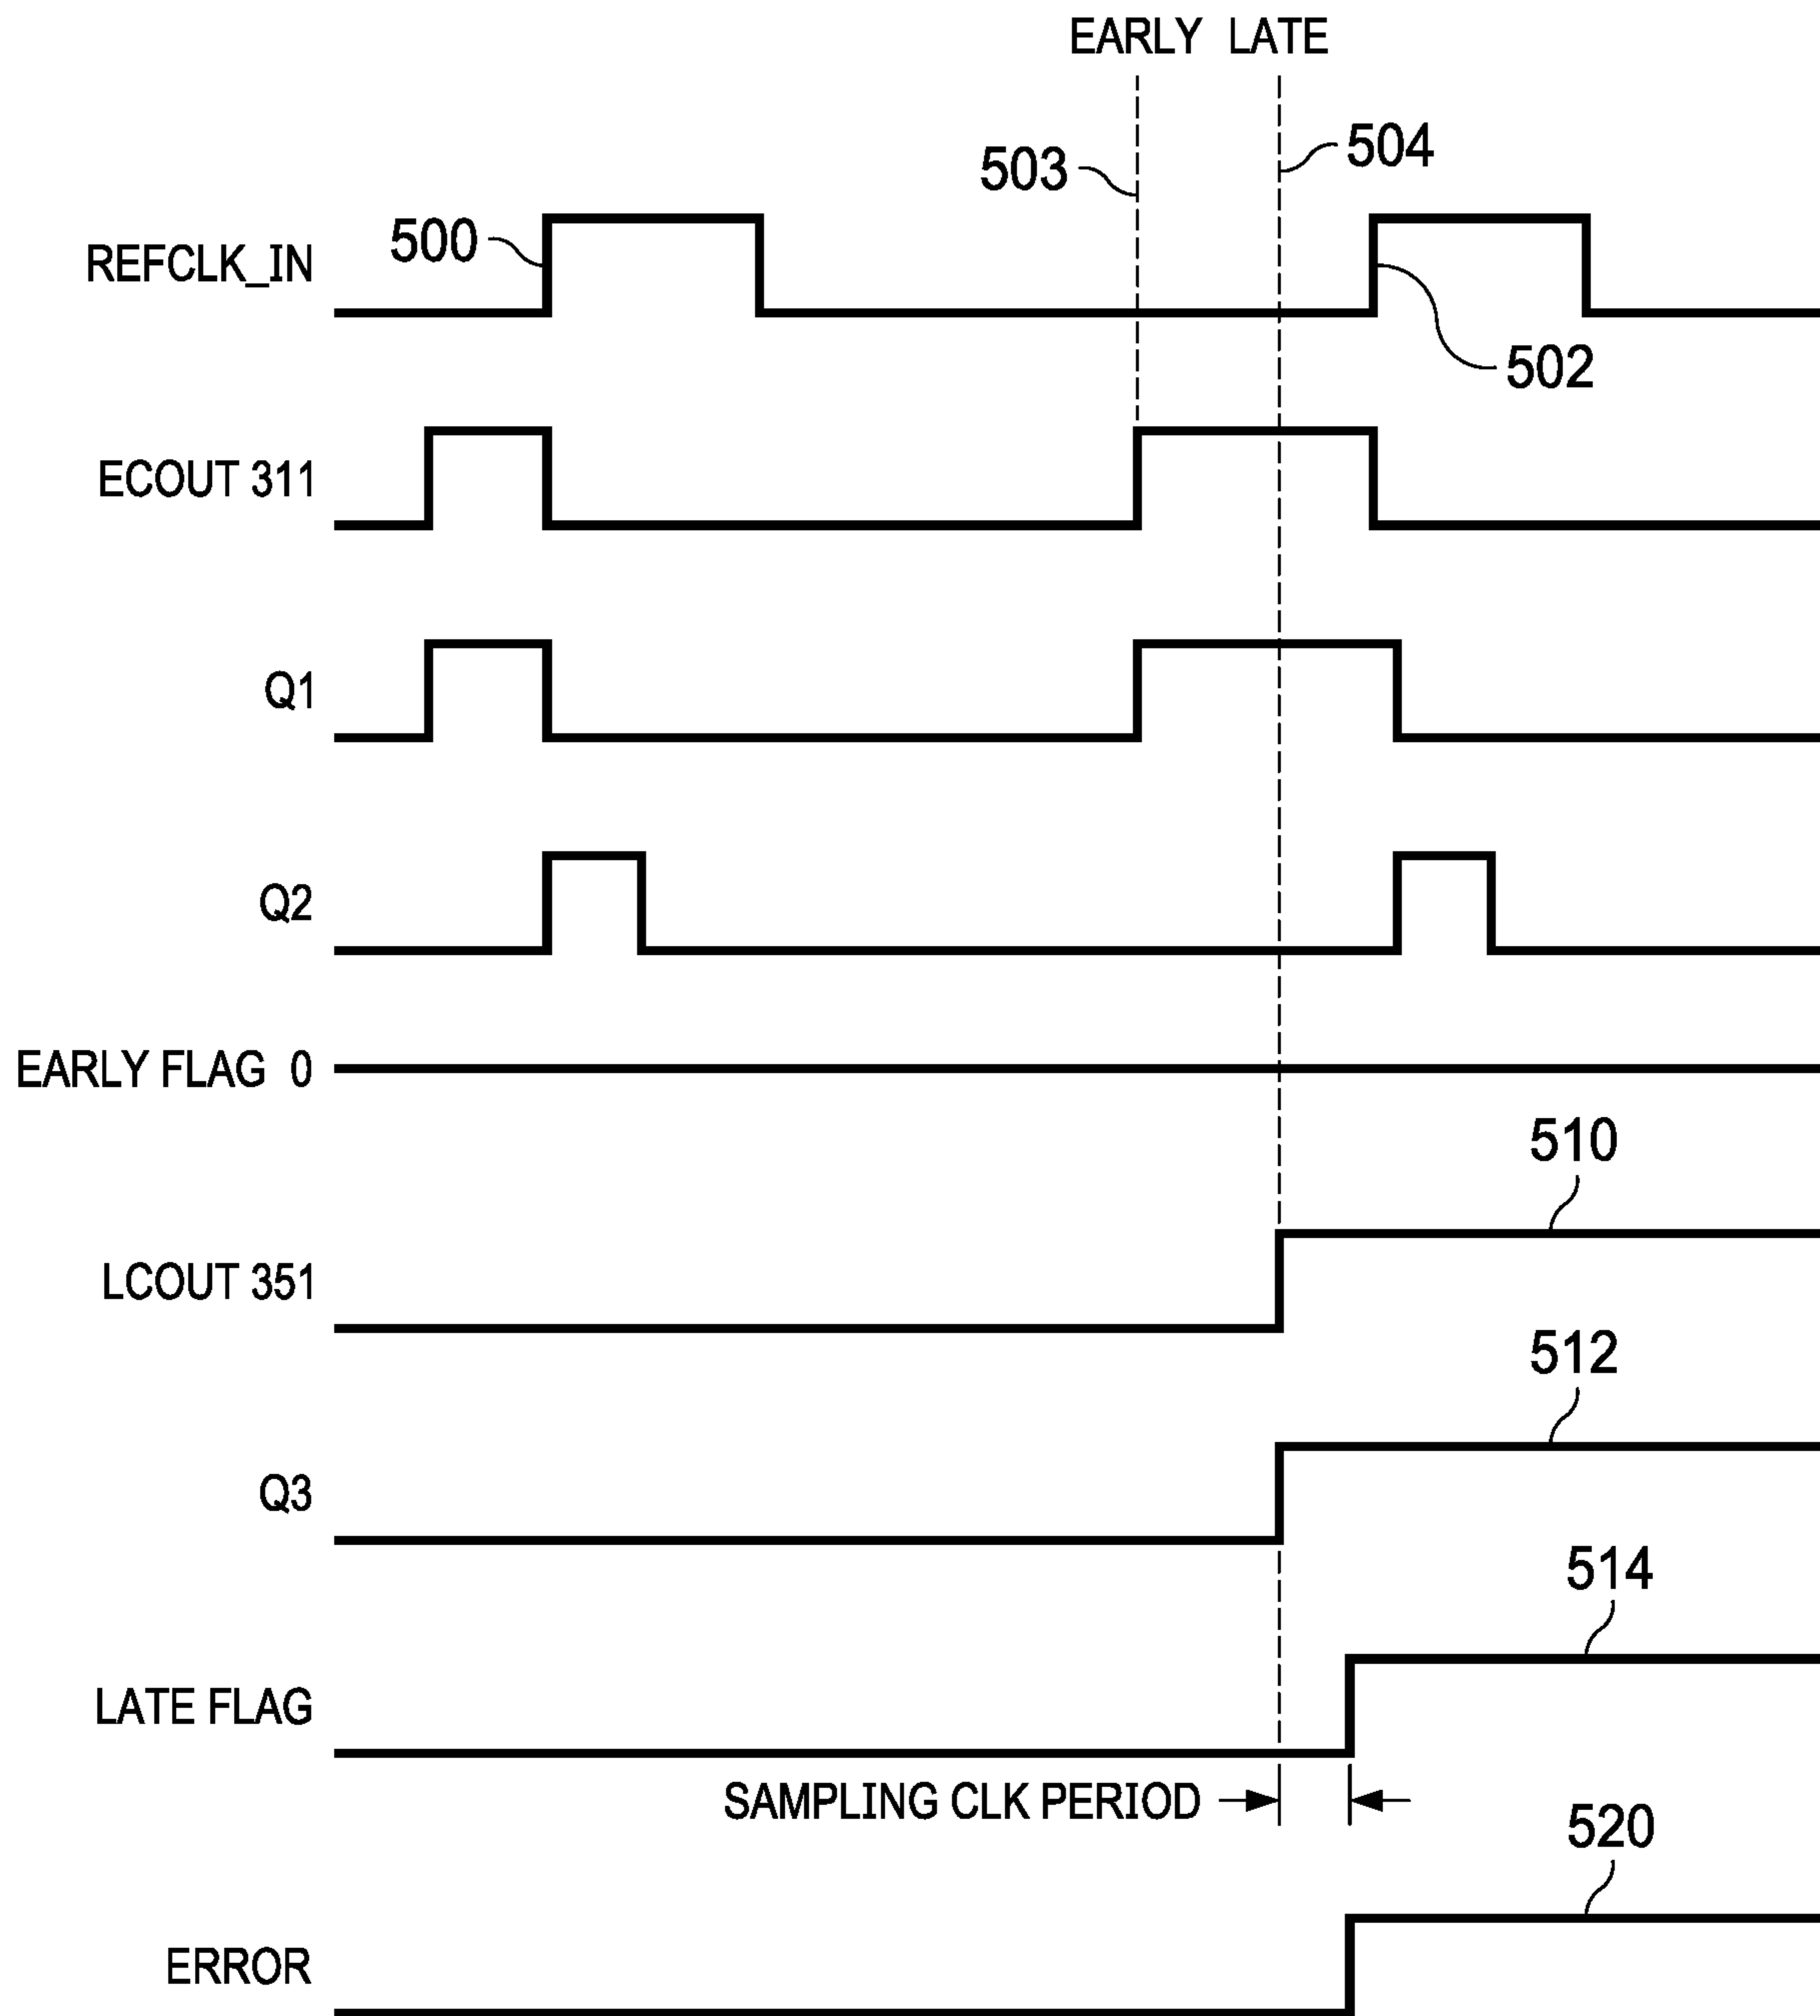 EARLY LATE
503
504
REFCLK_IN
500
502
ECOUT 311
Q1
Q2
EARLY FLAG 0
510
LCOUT 351
512
Q3
514
LATE FLAG
SAMPLING CLK PERIOD
520
ERROR